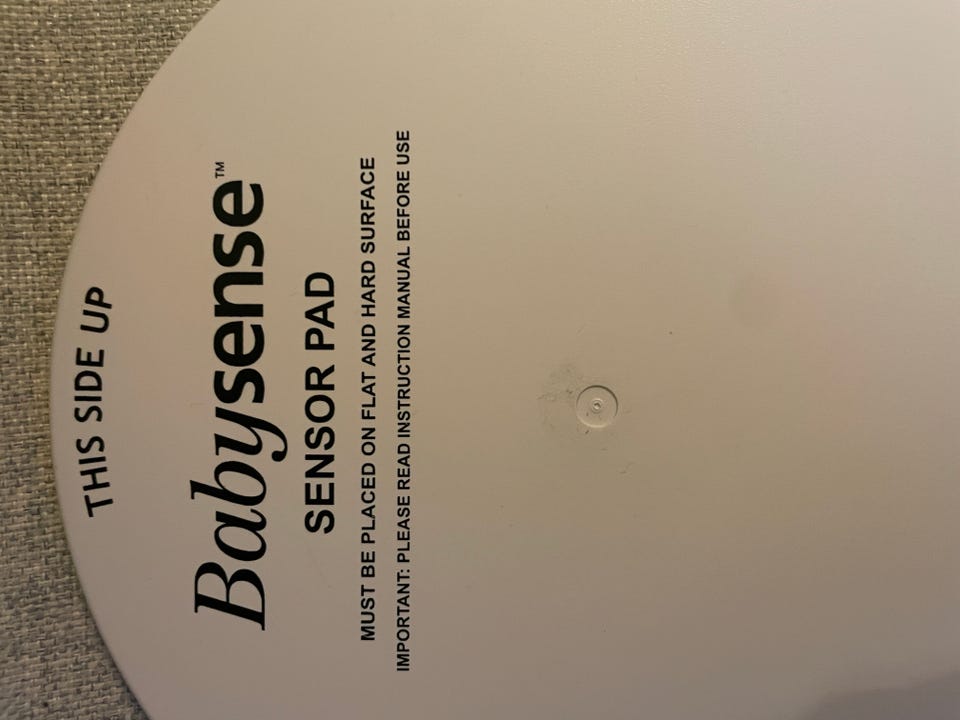 THIS SIDE UP
Babysense™
SENSOR PAD
MUST BE PLACED ON FLAT AND HARD SURFACE
IMPORTANT: PLEASE READ INSTRUCTION MANUAL BEFORE USE